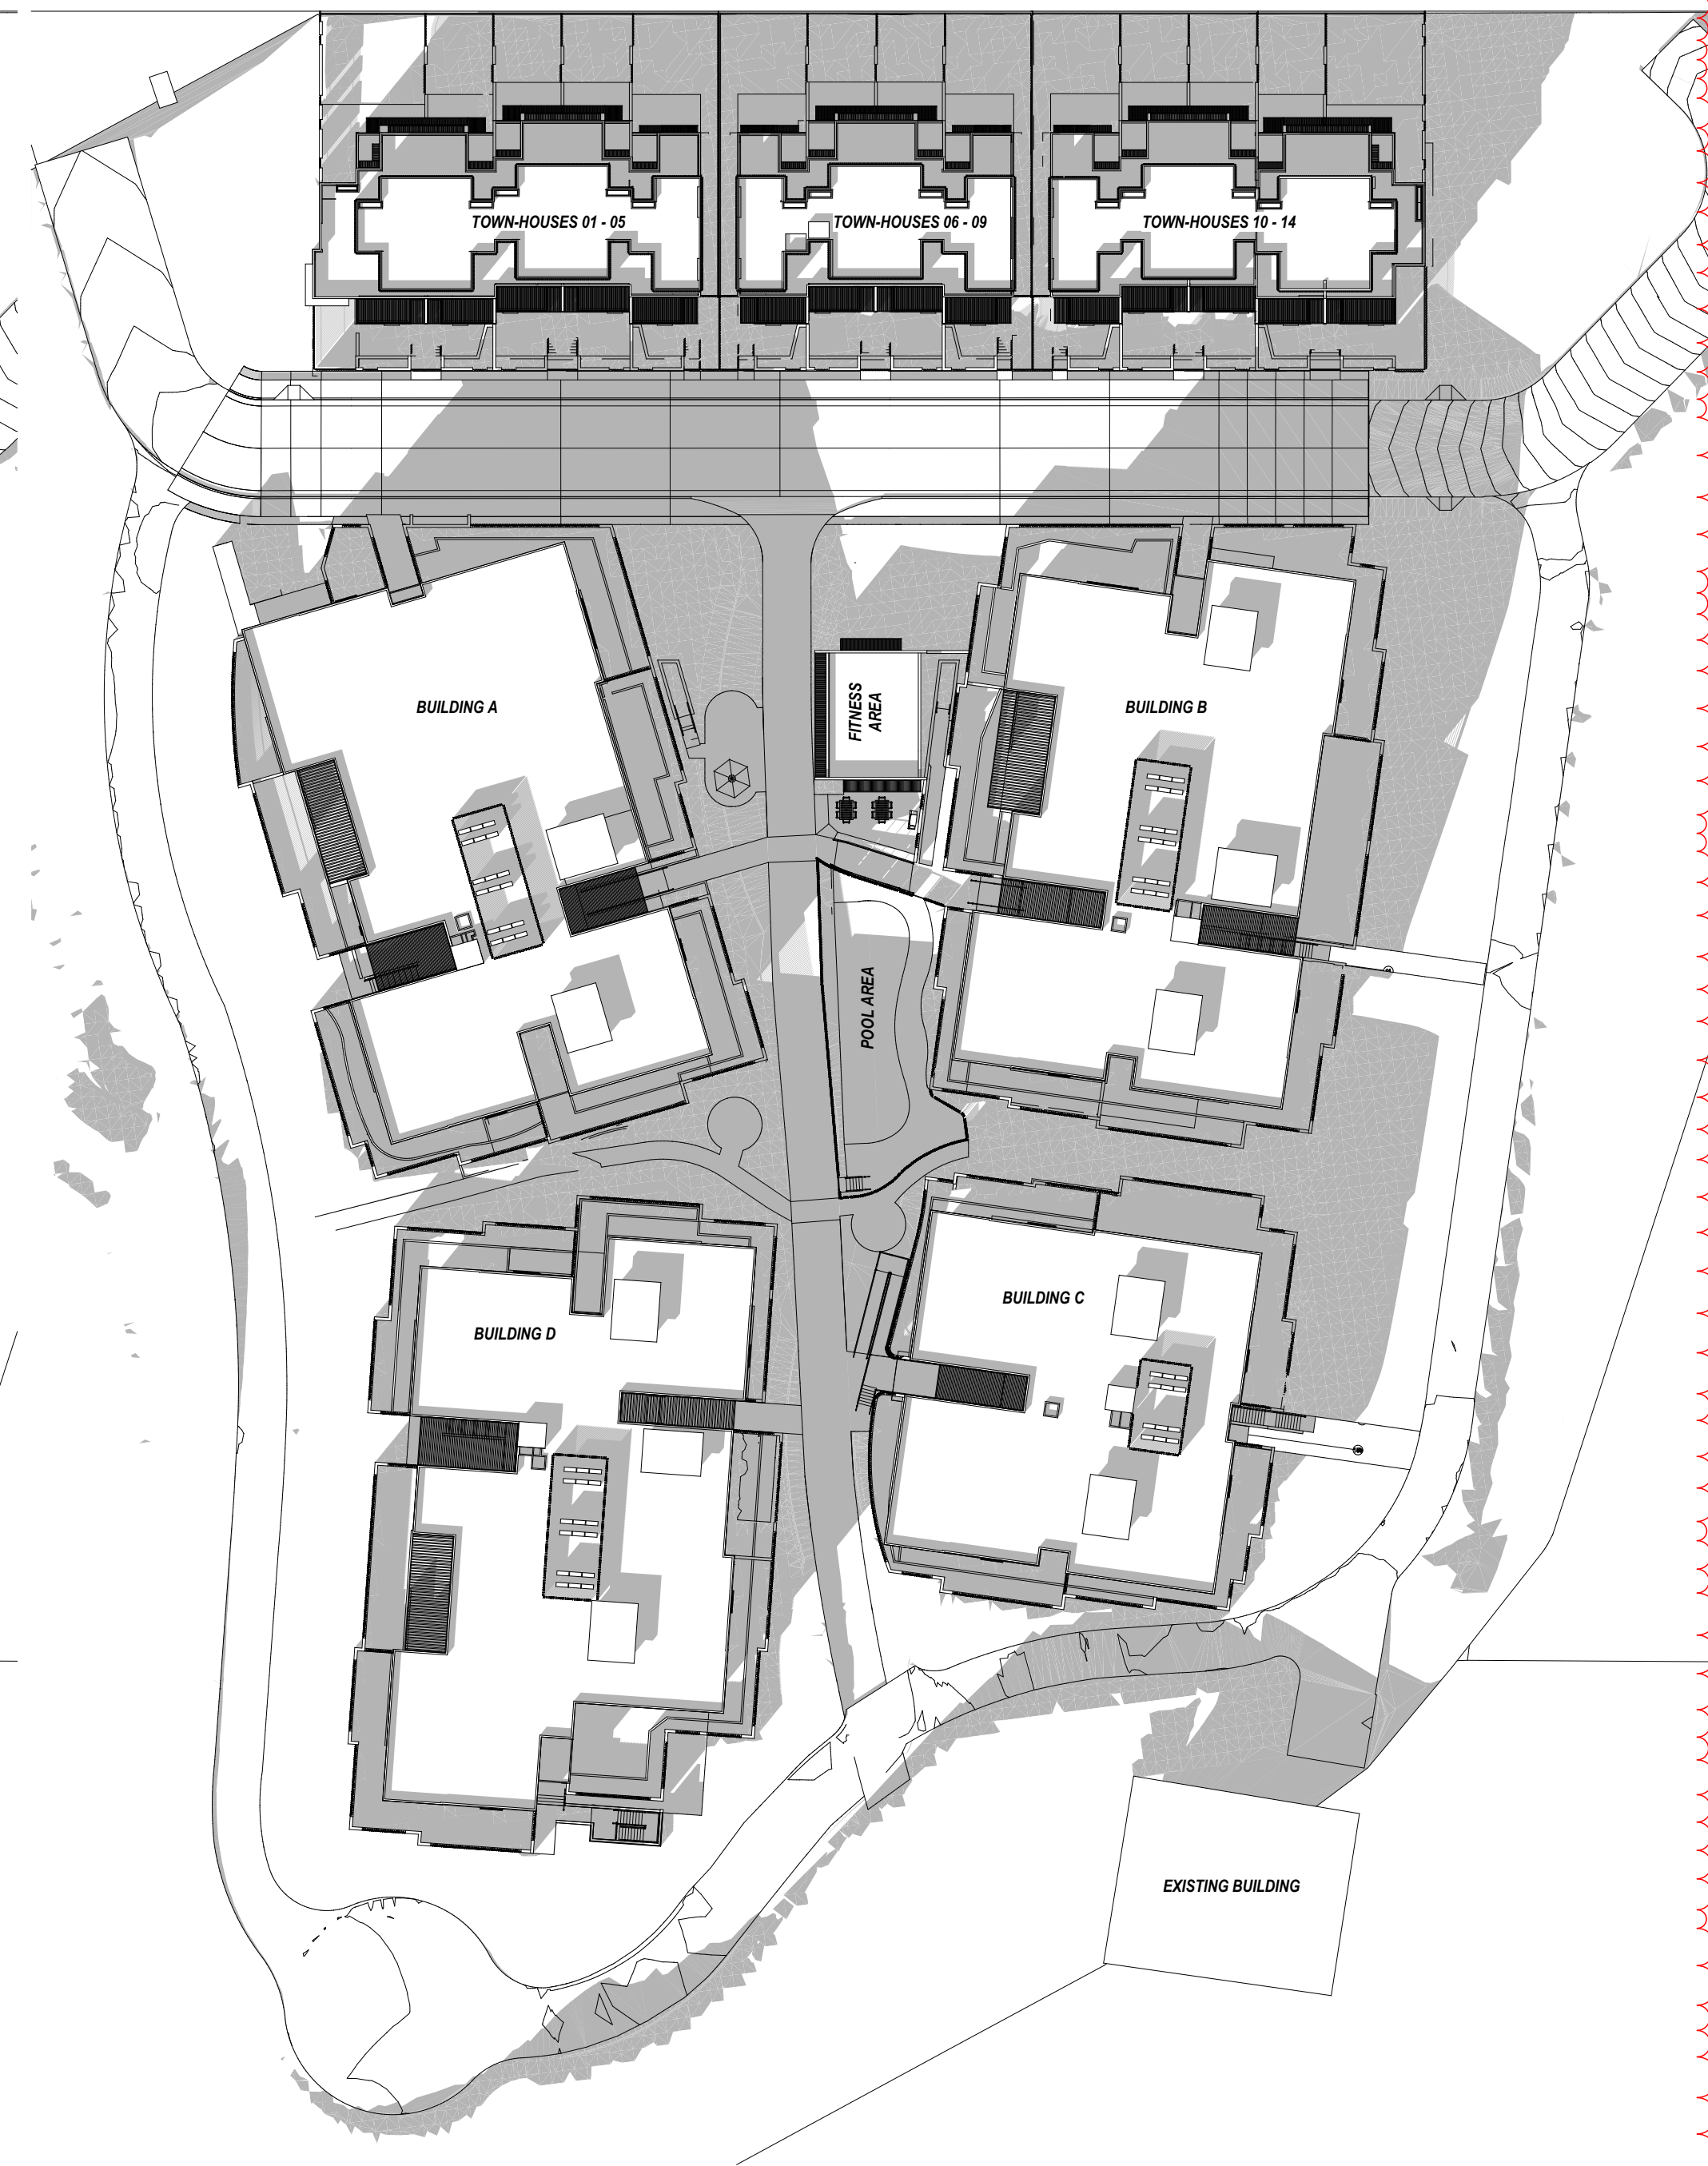 TOWN-HOUSES 01 - 05
TOWN-HOUSES 06 - 09
TOWN-HOUSES 10 - 14
BUILDING A
FITNESS
AREA
BUILDING B
POOL AREA
BUILDING C
BUILDING D
EXISTING BUILDING